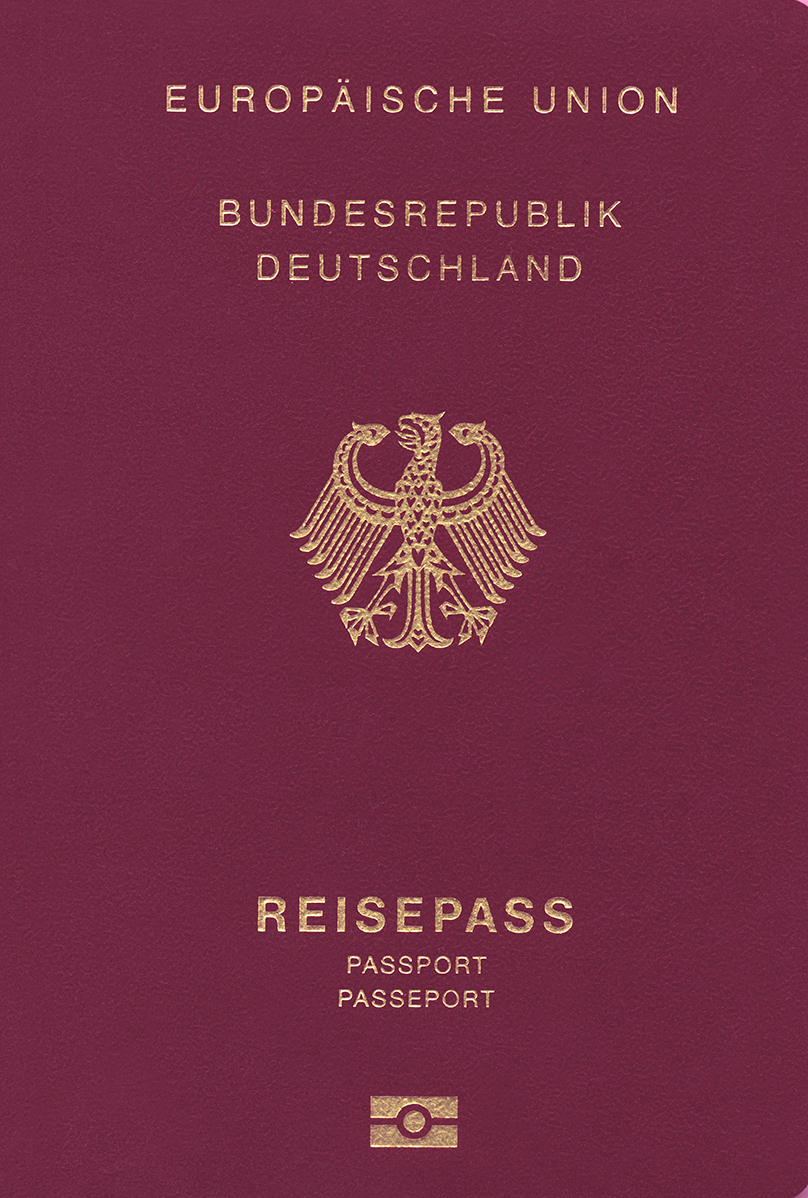 EUROPÄISCHE UNION
BUNDESREPUBLIK
DEUTSCHLAND
REISEPASS
PASSPORT
PASSEPORT